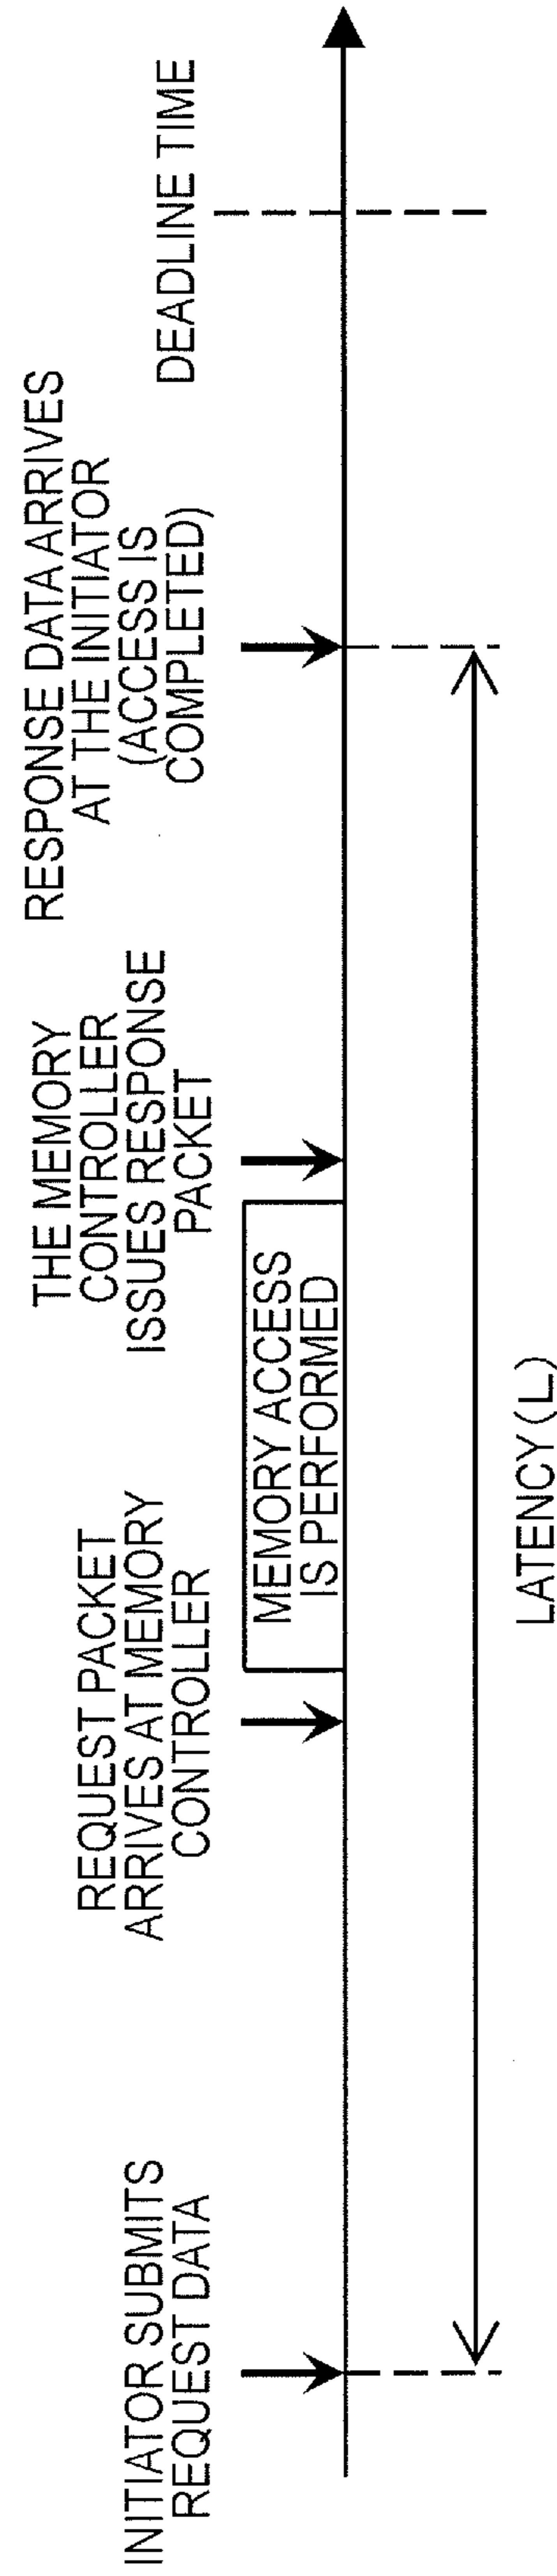 INITIATOR SUBMITS
REQUEST DATA
REQUEST PACKET
ARRIVES AT MEMORY
CONTROLLER
MEMORY ACCESS
IS PERFORMED
THE MEMORY
CONTROLLER
ISSUES RESPONSE
PACKET
RESPONSE DATA ARRIVES
AT THE INITIATOR
(ACCESS IS
COMPLETED)
DEADLINE TIME
LATENCY (L)